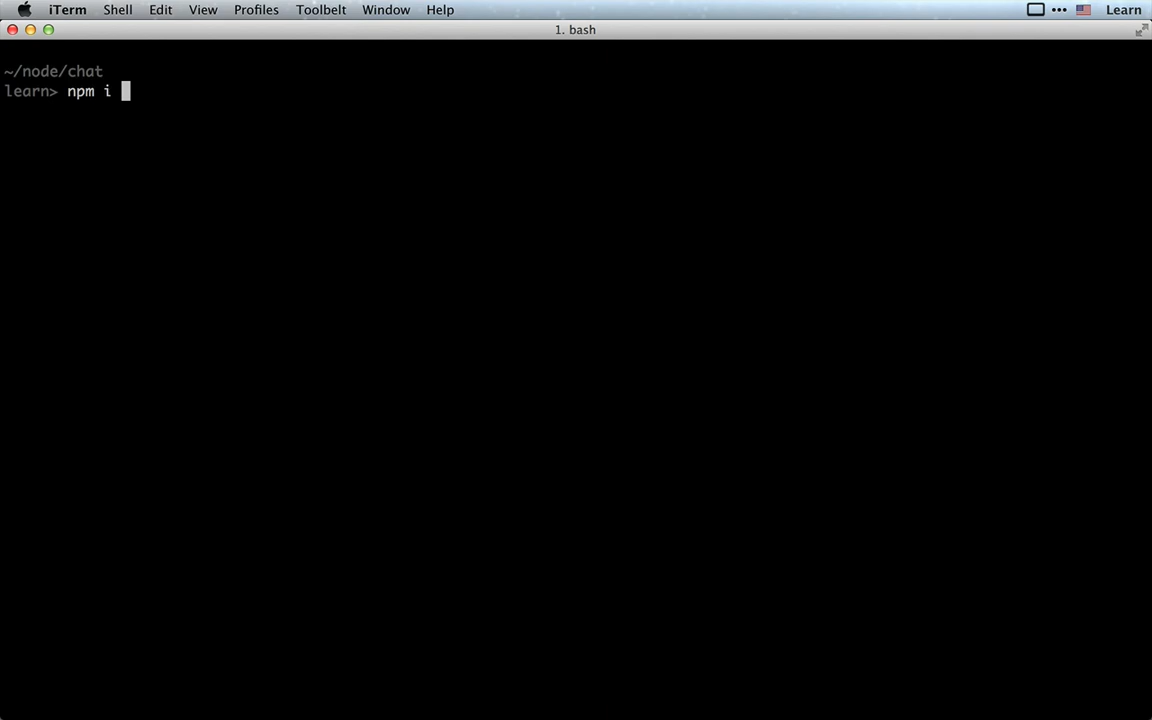 iTerm Shell Edit View Profiles Toolbelt Window Help Learn
1. bash
~/node/chat
learn> npm i